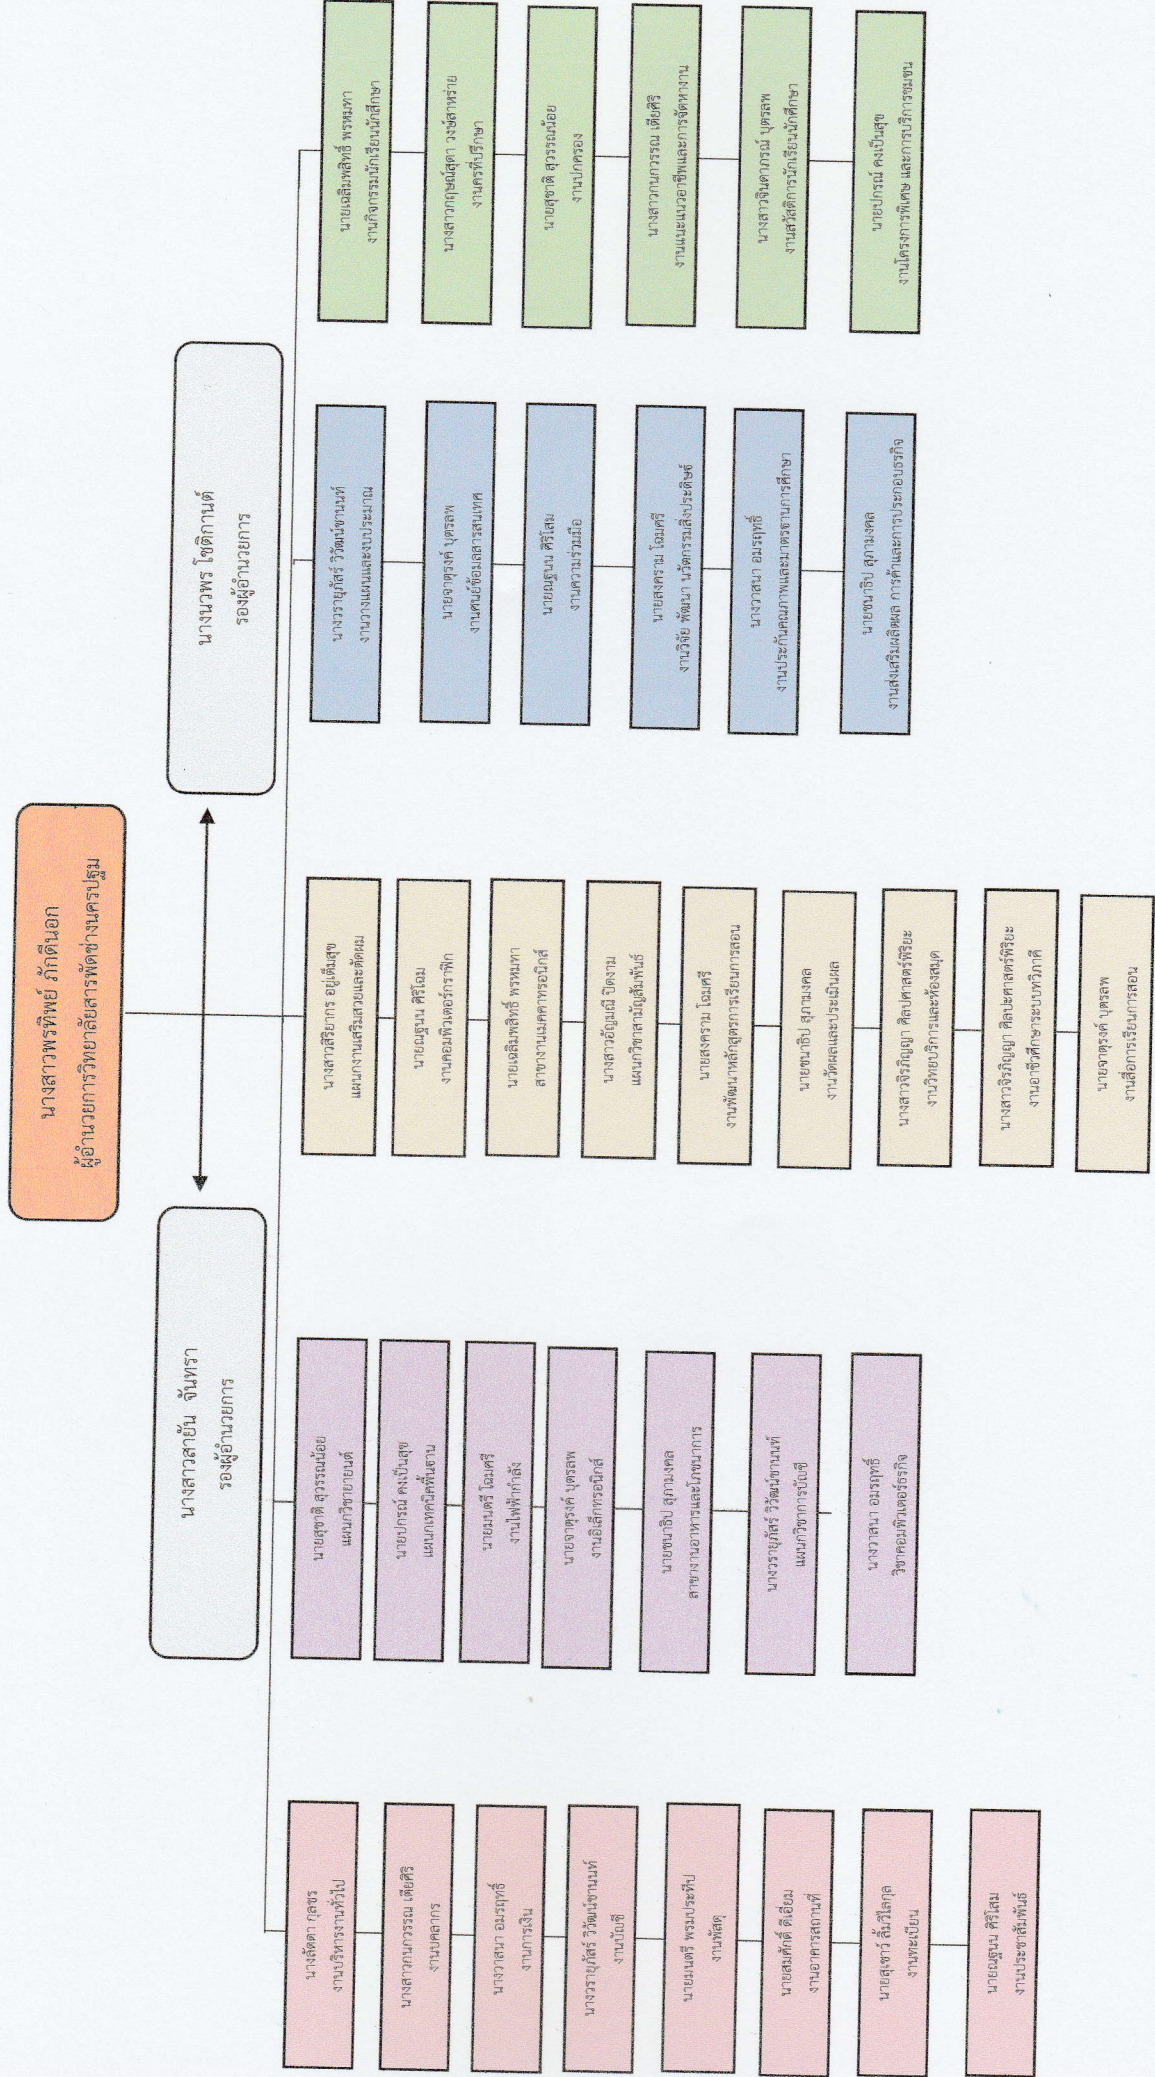 นางสาวพรทิพย์ ภักดีนอก
ผู้อำนวยการวิทยาลัยสารพัดช่างนครปฐม
นางสาวสายัน จันทรา
รองผู้อำนวยการ
นางนวพร โชติกานต์
รองผู้อำนวยการ
นางลัดดา กุลชร
งานบริหารงานทั่วไป
นางสาวกนกวรรณ เตียศิริ
งานบุคลากร
นางวาสนา อมรฤทธิ์
งานการเงิน
นางวรายุภัสร์ วิวัฒน์ชานนท์
งานบัญชี
นายมนตรี พรมประทีป
งานพัสดุ
นายสมศักดิ์ ดีเอี่ยม
งานอาคารสถานที่
นายสุเชาว์ ลิ้มวิไลกุล
งานทะเบียน
นายณฐนน ศิริโสม
งานประชาสัมพันธ์
นายสุชาติ สุวรรณน้อย
แผนกวิชายานยนต์
นายปกรณ์ คงเป็นสุข
แผนกเทคนิคพื้นฐาน
นายมนตรี โฉมศรี
งานไฟฟ้ากำลัง
นายจาตุรงค์ บุตรลพ
งานอิเล็กทรอนิกส์
นายชนาธิป สุภามงคล
สาขางานอาหารและโภชนาการ
นางวรายุภัสร์ วิวัฒน์ชานนท์
แผนกวิชาการบัญชี
นางวาสนา อมรฤทธิ์
วิชาคอมพิวเตอร์ธุรกิจ
นางสาวสิริยากร อยู่เต็มสุข
แผนกงานเสริมสวยและตัดผม
นายณฐนน ศิริโฉม
งานคอมพิวเตอร์กราฟิก
นายเฉลิมพลสิทธิ์ พรหมทา
สาขางานเมคคาทรอนิกส์
นางสาวอัญมณี ปิตงาม
แผนกวิชาสามัญสัมพันธ์
นายสงคราม โฉมศรี
งานพัฒนาหลักสูตรการเรียนการสอน
นายชนาธิป สุภามงคล
งานวัดผลและประเมินผล
นางสาวจิรภิญญา ศิลปศาสตร์พิริยะ
งานวิทยบริการและห้องสมุด
นางสาวจิรภิญญา ศิลปะศาสตร์พิริยะ
งานอาชีวศึกษาระบบทวิภาคี
นายจาตุรงค์ บุตรลพ
งานสื่อการเรียนการสอน
นางวรายุภัสร์ วิวัฒน์ชานนท์
งานวางแผนและงบประมาณ
นายจาตุรงค์ บุตรลพ
งานศูนย์ข้อมูลสารสนเทศ
นายณฐนน ศิริโสม
งานความร่วมมือ
นายสงคราม โฉมศรี
งานวิจัย พัฒนา นวัตกรรมสิ่งประดิษฐ์
นางวาสนา อมรฤทธิ์
งานประกันคุณภาพและมาตรฐานการศึกษา
นายชนาธิป สุภามงคล
งานส่งเสริมผลิตผล การค้าและการประกอบธุรกิจ
นายเฉลิมพลสิทธิ์ พรหมทา
งานกิจกรรมนักเรียนนักศึกษา
นางสาวกฤษณ์สุดา วงษ์สาหร่าย
งานครูที่ปรึกษา
นายสุชาติ สุวรรณน้อย
งานปกครอง
นางสาวกนกวรรณ เตียศิริ
งานแนะแนวอาชีพและการจัดหางาน
นางสาวจินดาภรณ์ บุตรลพ
งานสวัสดิการนักเรียนนักศึกษา
นายปกรณ์ คงเป็นสุข
งานโครงการพิเศษ และการบริการชุมชน